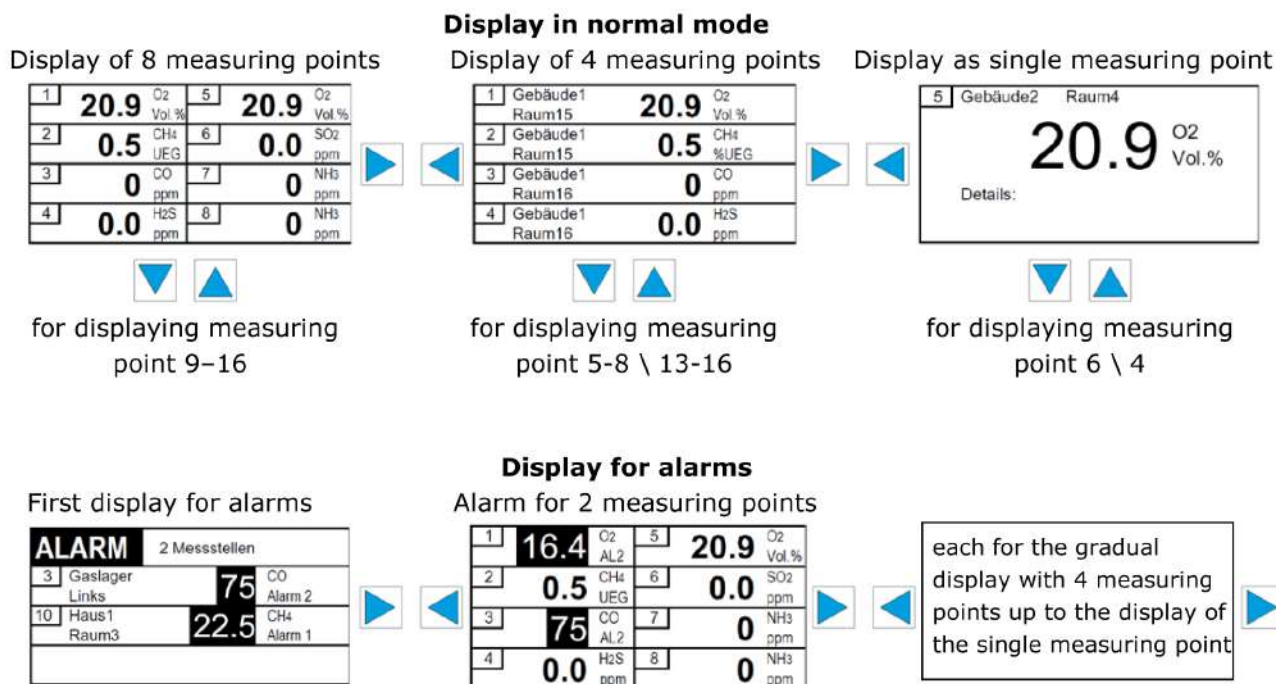 Display in normal mode
Display of 8 measuring points
1 20.9 O2 Vol.% 5 20.9 O2 Vol.%
2 0.5 CH4 UEG 6 0.0 SO2 ppm
3 0 CO ppm 7 0 NH3 ppm
4 0.0 H2S ppm 8 0 NH3 ppm
for displaying measuring
point 9–16
Display of 4 measuring points
1 Gebäude1 20.9 O2
Raum15 Vol.%
2 Gebäude1 0.5 CH4
Raum15 %UEG
3 Gebäude1 0 CO
Raum16 ppm
4 Gebäude1 0.0 H2S
Raum16 ppm
for displaying measuring
point 5-8 \ 13-16
Display as single measuring point
5 Gebäude2 Raum4
20.9 O2
Vol.%
Details:
for displaying measuring
point 6 \ 4
Display for alarms
First display for alarms
ALARM 2 Messstellen
3 Gaslager 75 CO
Links Alarm 2
10 Haus1 22.5 CH4
Raum3 Alarm 1
Alarm for 2 measuring points
1 16.4 O2 AL2 5 20.9 O2 Vol.%
2 0.5 CH4 UEG 6 0.0 SO2 ppm
3 75 CO AL2 7 0 NH3 ppm
4 0.0 H2S ppm 8 0 NH3 ppm
each for the gradual
display with 4 measuring
points up to the display of
the single measuring point